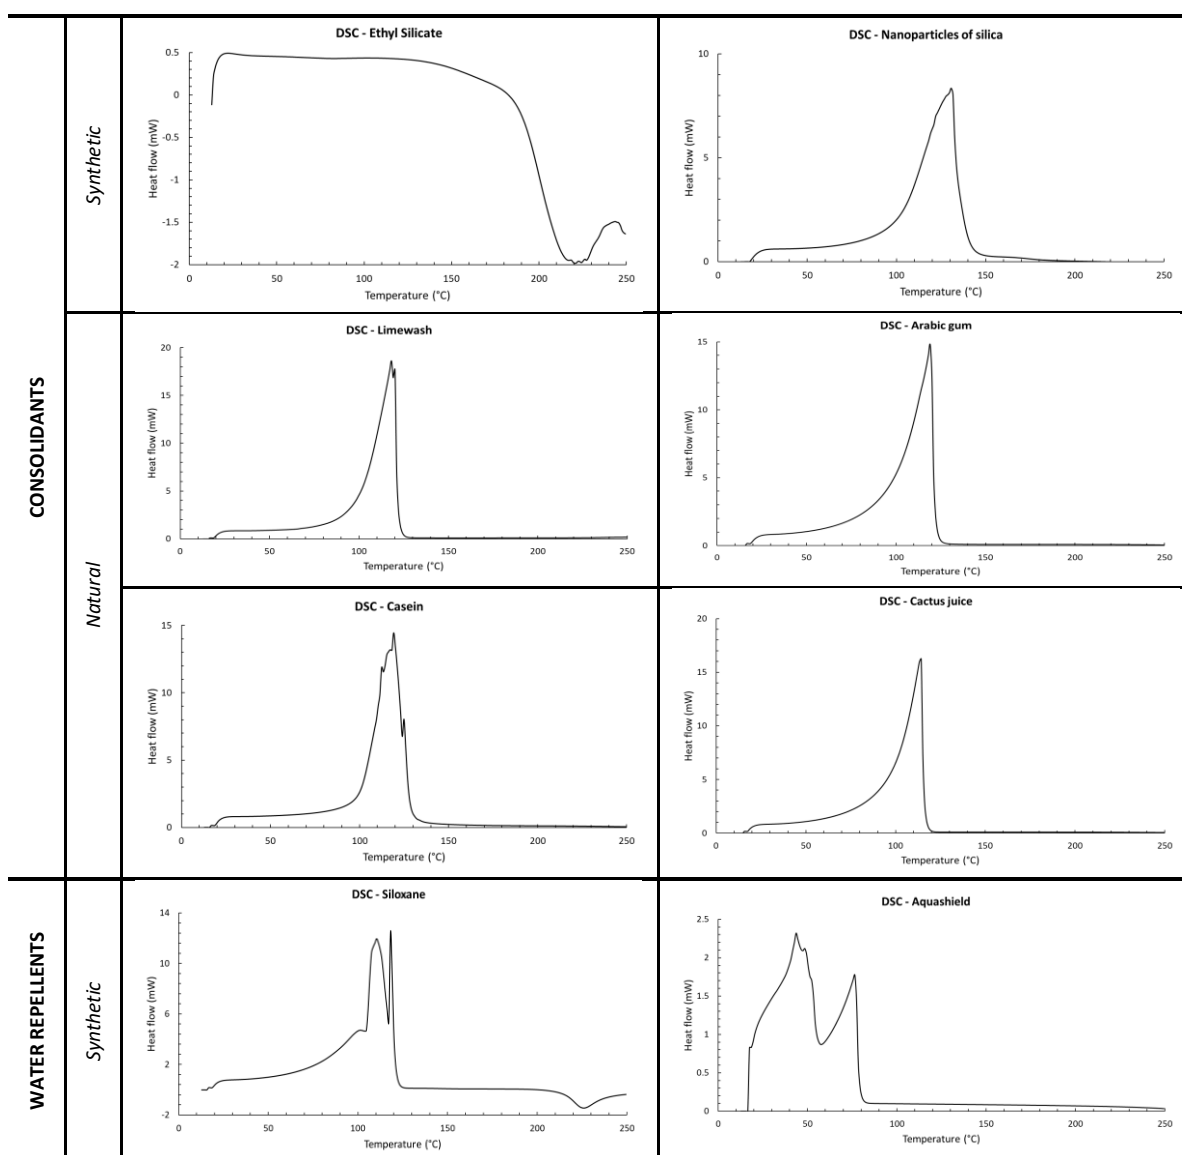 CONSOLIDANTS
Synthetic
DSC - Ethyl Silicate
Heat flow (mW)
0.5
0
-0.5
-1
-1.5
-2
0 50 100 150 200 250
Temperature (°C)
DSC - Nanoparticles of silica
Heat flow (mW)
10
5
0
0 50 100 150 200 250
Temperature (°C)
Natural
DSC - Limewash
Heat flow (mW)
20
15
10
5
0
0 50 100 150 200 250
Temperature (°C)
DSC - Arabic gum
Heat flow (mW)
15
10
5
0
0 50 100 150 200 250
Temperature (°C)
DSC - Casein
Heat flow (mW)
15
10
5
0
0 50 100 150 200 250
Temperature (°C)
DSC - Cactus juice
Heat flow (mW)
20
15
10
5
0
0 50 100 150 200 250
Temperature (°C)
WATER REPELLENTS
Synthetic
DSC - Siloxane
Heat flow (mW)
14
10
6
2
-2
0 50 100 150 200 250
Temperature (°C)
DSC - Aquashield
Heat flow (mW)
2.5
2
1.5
1
0.5
0
0 50 100 150 200 250
Temperature (°C)